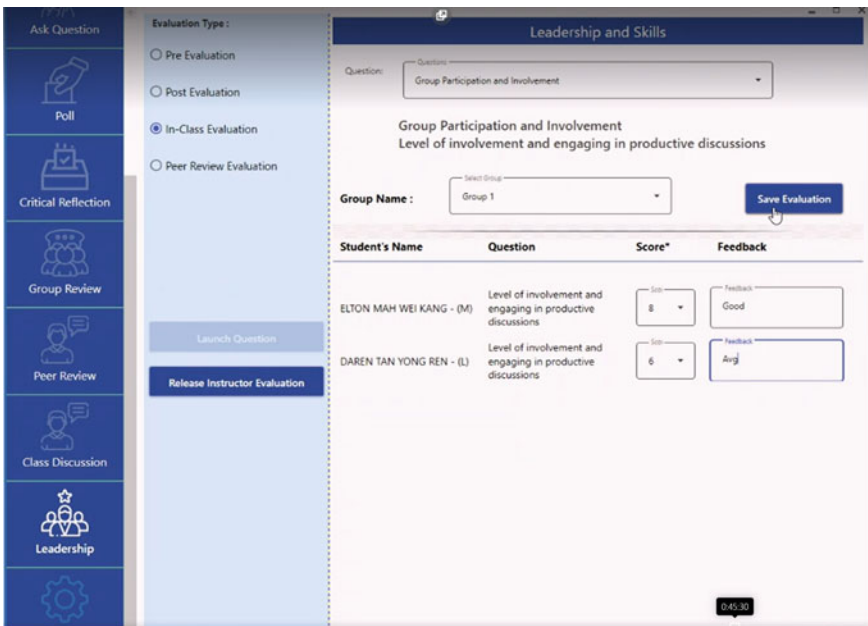 Ask Question
Poll
Critical Reflection
Group Review
Peer Review
Class Discussion
Leadership
Evaluation Type :
Pre Evaluation
Post Evaluation
In-Class Evaluation
Peer Review Evaluation
Launch Question
Release Instructor Evaluation
Leadership and Skills
Question:
Questions
Group Participation and Involvement
Group Participation and Involvement
Level of involvement and engaging in productive discussions
Group Name :
Select Group
Group 1
Save Evaluation
Student's Name Question Score* Feedback
ELTON MAH WEI KANG - (M)
Level of involvement and
engaging in productive
discussions
8
Feedback
Good
DAREN TAN YONG REN - (L)
Level of involvement and
engaging in productive
discussions
6
Feedback
Avg
0:45:30